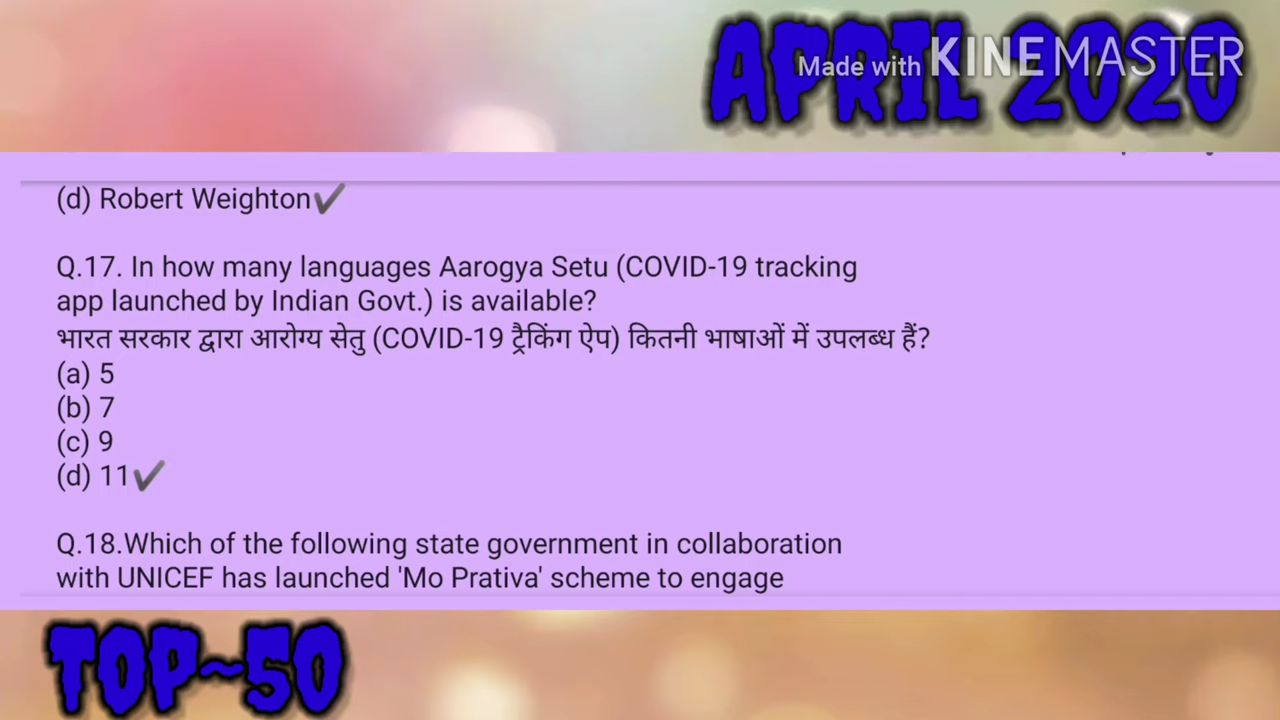 APRIL 2020
Made with KINEMASTER
(d) Robert Weighton✔
Q.17. In how many languages Aarogya Setu (COVID-19 tracking
app launched by Indian Govt.) is available?
भारत सरकार द्वारा आरोग्य सेतु (COVID-19 ट्रैकिंग ऐप) कितनी भाषाओं में उपलब्ध हैं?
(a) 5
(b) 7
(c) 9
(d) 11✔
Q.18.Which of the following state government in collaboration
with UNICEF has launched 'Mo Prativa' scheme to engage
TOP~50